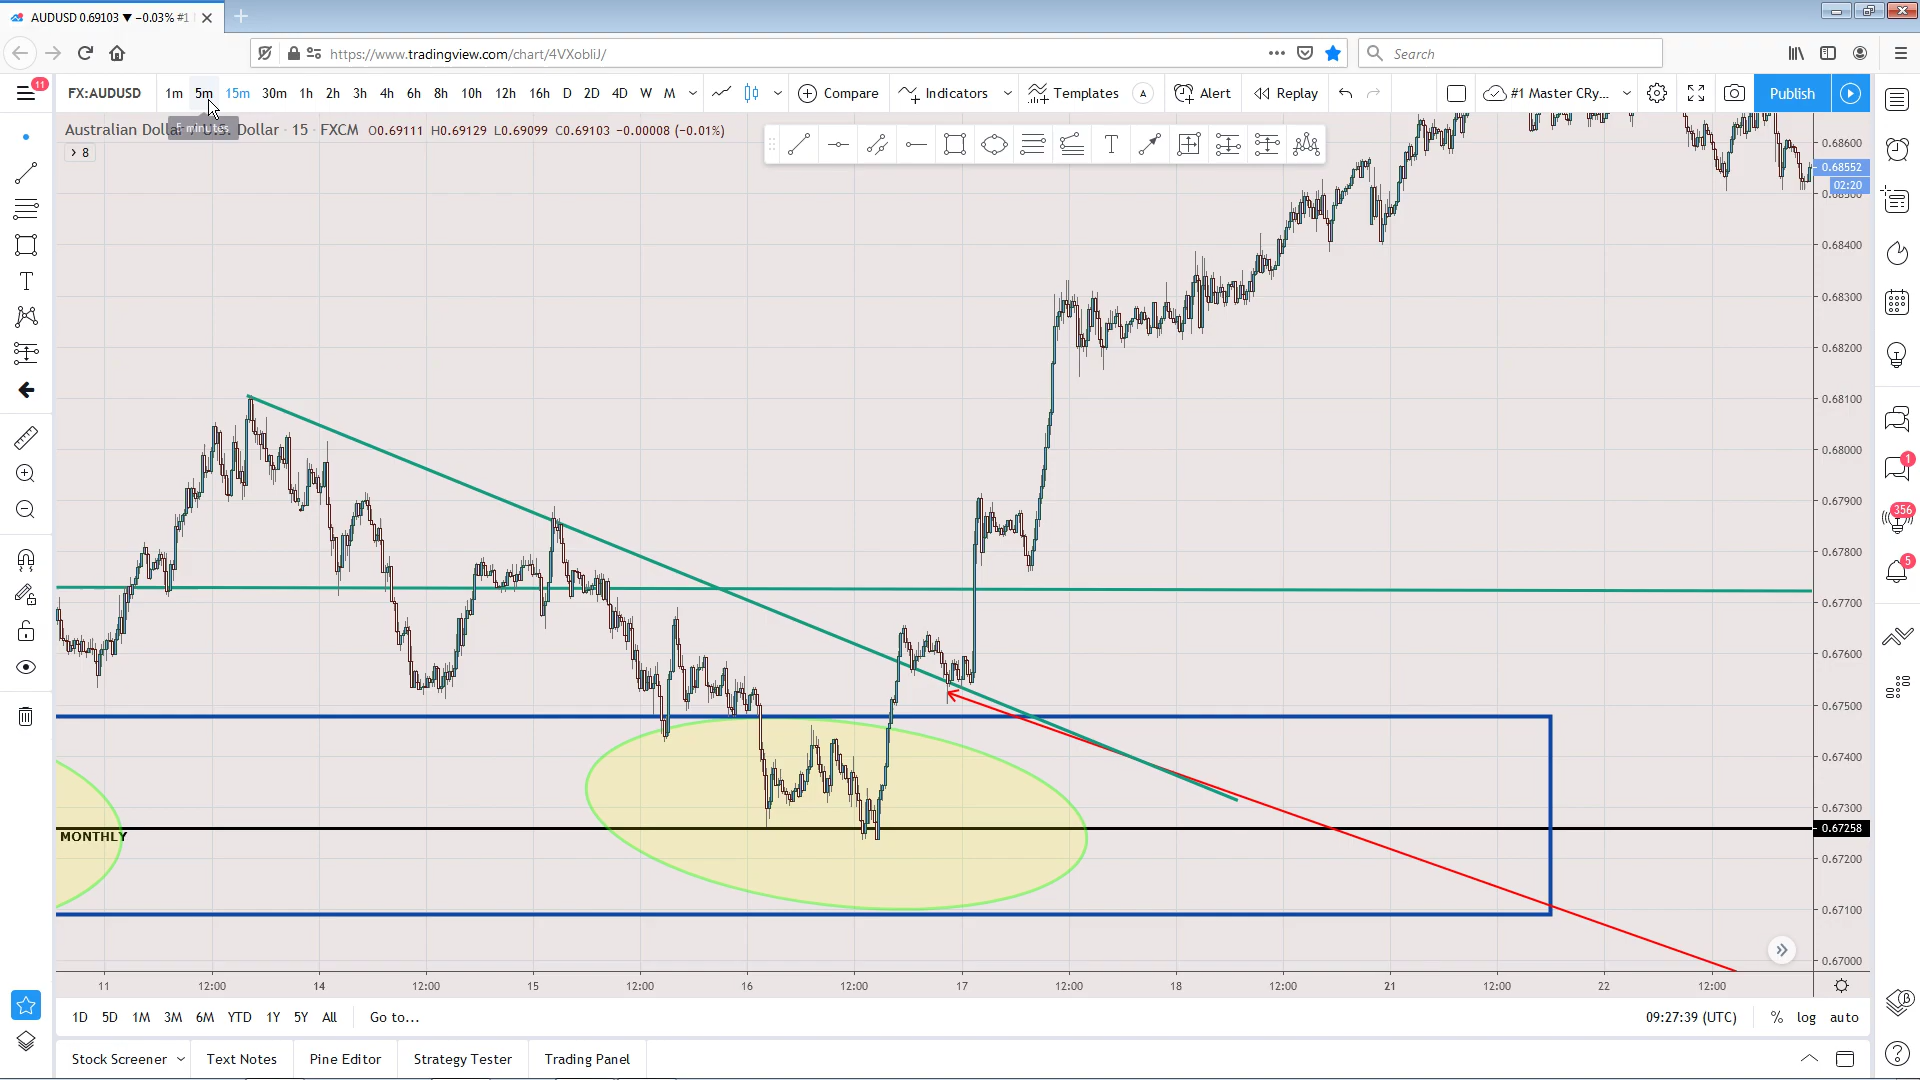 AUDUSD 0.69103 ▼ −0.03% #1
https://www.tradingview.com/chart/4VXobliJ/
Search
11
FX:AUDUSD 1m 5m 15m 30m 1h 2h 3h 4h 6h 8h 10h 12h 16h D 2D 4D W M Compare Indicators Templates A Alert Replay #1 Master CRy... Publish
5 minutes
Australian Dollar U.S. Dollar · 15 · FXCM O0.69111 H0.69129 L0.69099 C0.69103 −0.00008 (−0.01%)
8
0.68600
0.68552
02:20
0.68400
0.68300
0.68200
0.68100
0.68000
0.67900
0.67800
0.67700
0.67600
0.67500
0.67400
0.67300
0.67258
0.67200
0.67100
0.67000
MONTHLY
1
356
5
11 12:00 14 12:00 15 12:00 16 12:00 17 12:00 18 12:00 21 12:00 22 12:00
1D 5D 1M 3M 6M YTD 1Y 5Y All Go to... 09:27:39 (UTC) % log auto
Stock Screener Text Notes Pine Editor Strategy Tester Trading Panel